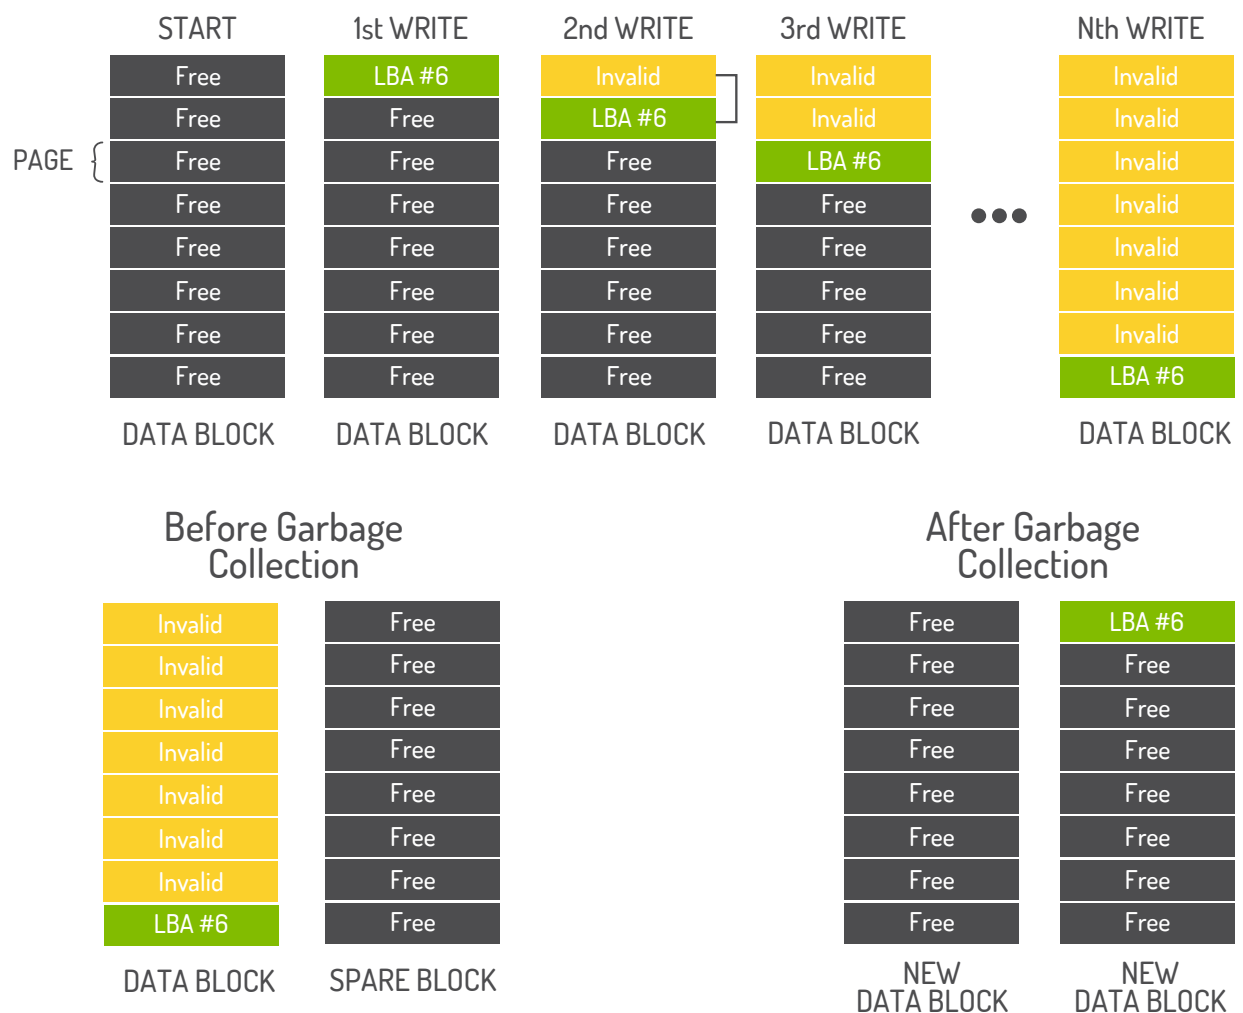 START 1st WRITE 2nd WRITE 3rd WRITE Nth WRITE
Free LBA #6 Invalid Invalid Invalid
Free Free LBA #6 Invalid Invalid
PAGE Free Free Free LBA #6 Invalid
Free Free Free Free Invalid
Free Free Free Free Invalid
Free Free Free Free Invalid
Free Free Free Free Invalid
Free Free Free Free LBA #6
DATA BLOCK DATA BLOCK DATA BLOCK DATA BLOCK DATA BLOCK
Before Garbage
Collection
After Garbage
Collection
Invalid Free Free LBA #6
Invalid Free Free Free
Invalid Free Free Free
Invalid Free Free Free
Invalid Free Free Free
Invalid Free Free Free
Invalid Free Free Free
LBA #6 Free Free Free
DATA BLOCK SPARE BLOCK
NEW
DATA BLOCK
NEW
DATA BLOCK